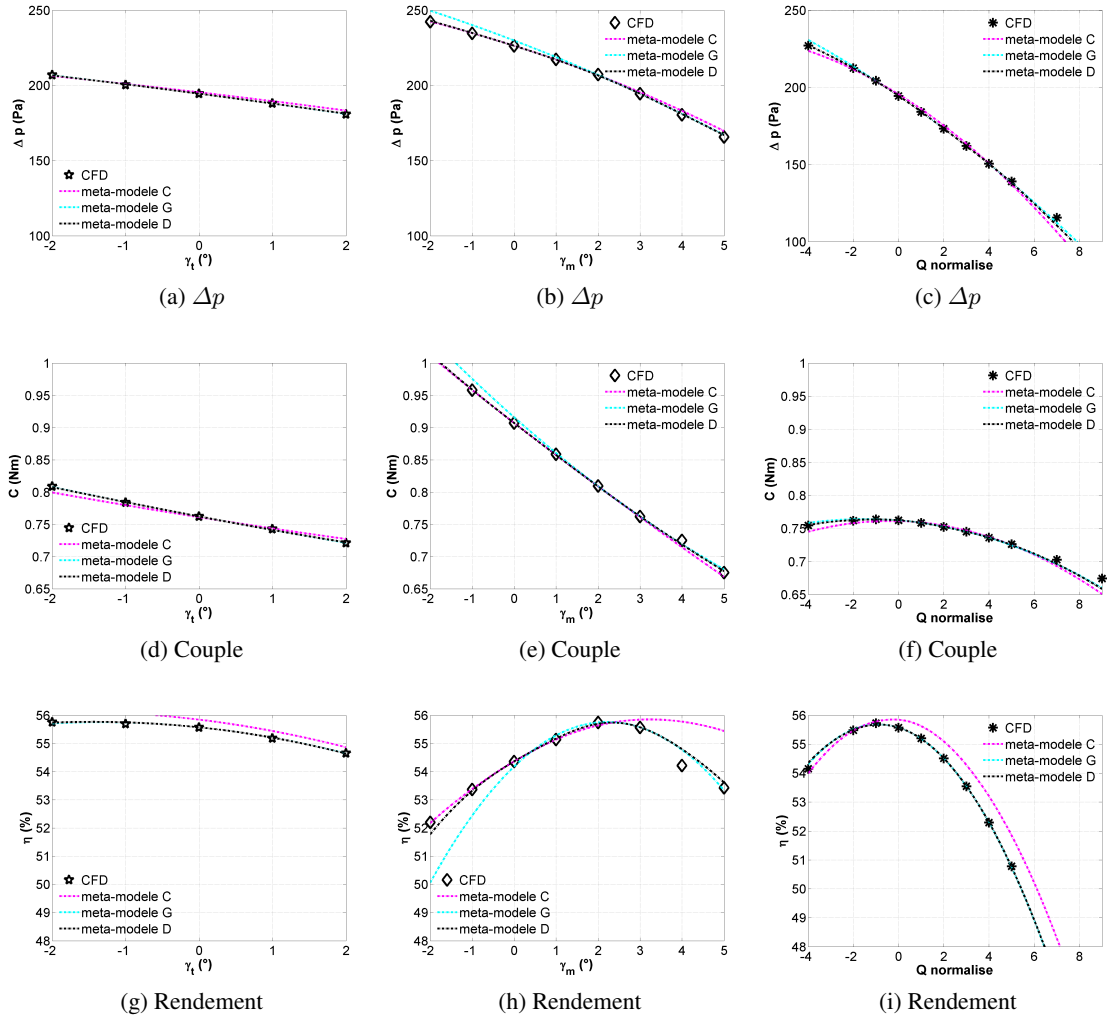 250
200
150
100
Δ p (Pa)
CFD
meta-modele C
meta-modele G
meta-modele D
-2 -1 0 1 2
γt (°)
(a) Δp
250
200
150
100
Δ p (Pa)
CFD
meta-modele C
meta-modele G
meta-modele D
-2 -1 0 1 2 3 4 5
γm (°)
(b) Δp
250
200
150
100
Δ p (Pa)
CFD
meta-modele C
meta-modele G
meta-modele D
-4 -2 0 2 4 6 8
Q normalise
(c) Δp
1
0.95
0.9
0.85
0.8
0.75
0.7
0.65
C (Nm)
CFD
meta-modele C
meta-modele G
meta-modele D
-2 -1 0 1 2
γt (°)
(d) Couple
1
0.95
0.9
0.85
0.8
0.75
0.7
0.65
C (Nm)
CFD
meta-modele C
meta-modele G
meta-modele D
-2 -1 0 1 2 3 4 5
γm (°)
(e) Couple
1
0.95
0.9
0.85
0.8
0.75
0.7
0.65
C (Nm)
CFD
meta-modele C
meta-modele G
meta-modele D
-4 -2 0 2 4 6 8
Q normalise
(f) Couple
56
55
54
53
52
51
50
49
48
η (%)
CFD
meta-modele C
meta-modele G
meta-modele D
-2 -1 0 1 2
γt (°)
(g) Rendement
56
55
54
53
52
51
50
49
48
η (%)
CFD
meta-modele C
meta-modele G
meta-modele D
-2 -1 0 1 2 3 4 5
γm (°)
(h) Rendement
56
55
54
53
52
51
50
49
48
η (%)
CFD
meta-modele C
meta-modele G
meta-modele D
-4 -2 0 2 4 6 8
Q normalise
(i) Rendement